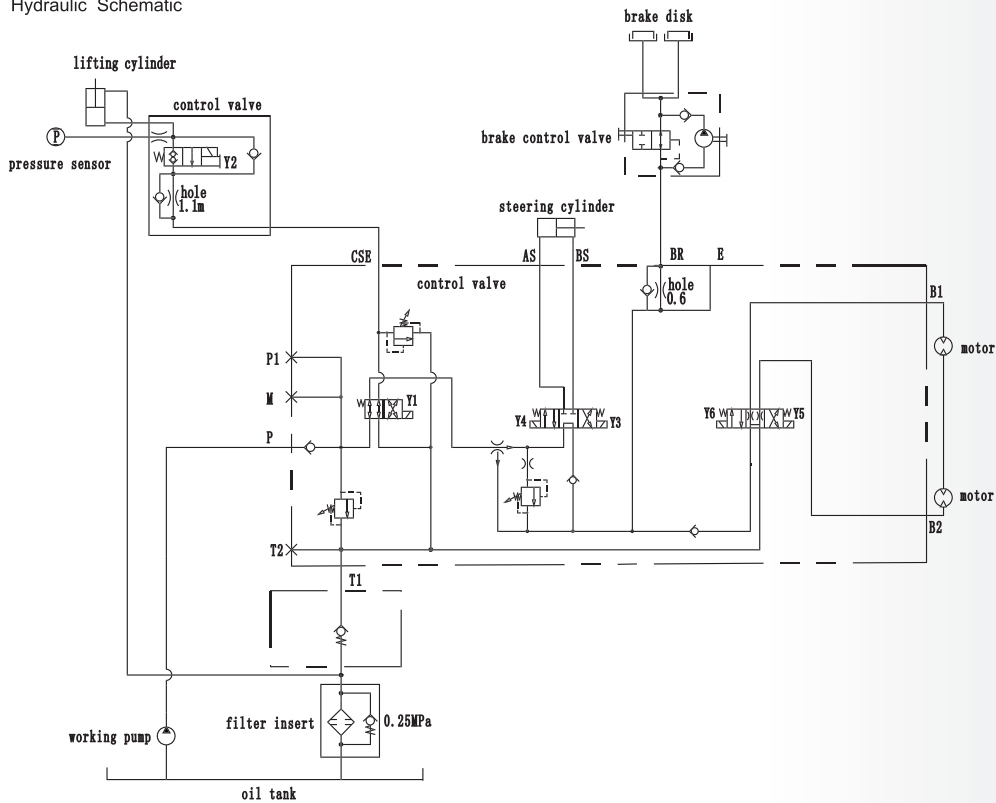 Hydraulic Schematic
brake disk
lifting cylinder
control valve
brake control valve
P
pressure sensor
Y2
hole
1.1m
steering cylinder
CSE
AS
BS
BR
E
control valve
hole
0.6
B1
motor
P1
M
Y1
Y4
Y3
Y6
Y5
P
motor
B2
T2
T1
filter insert
0.25MPa
working pump
oil tank